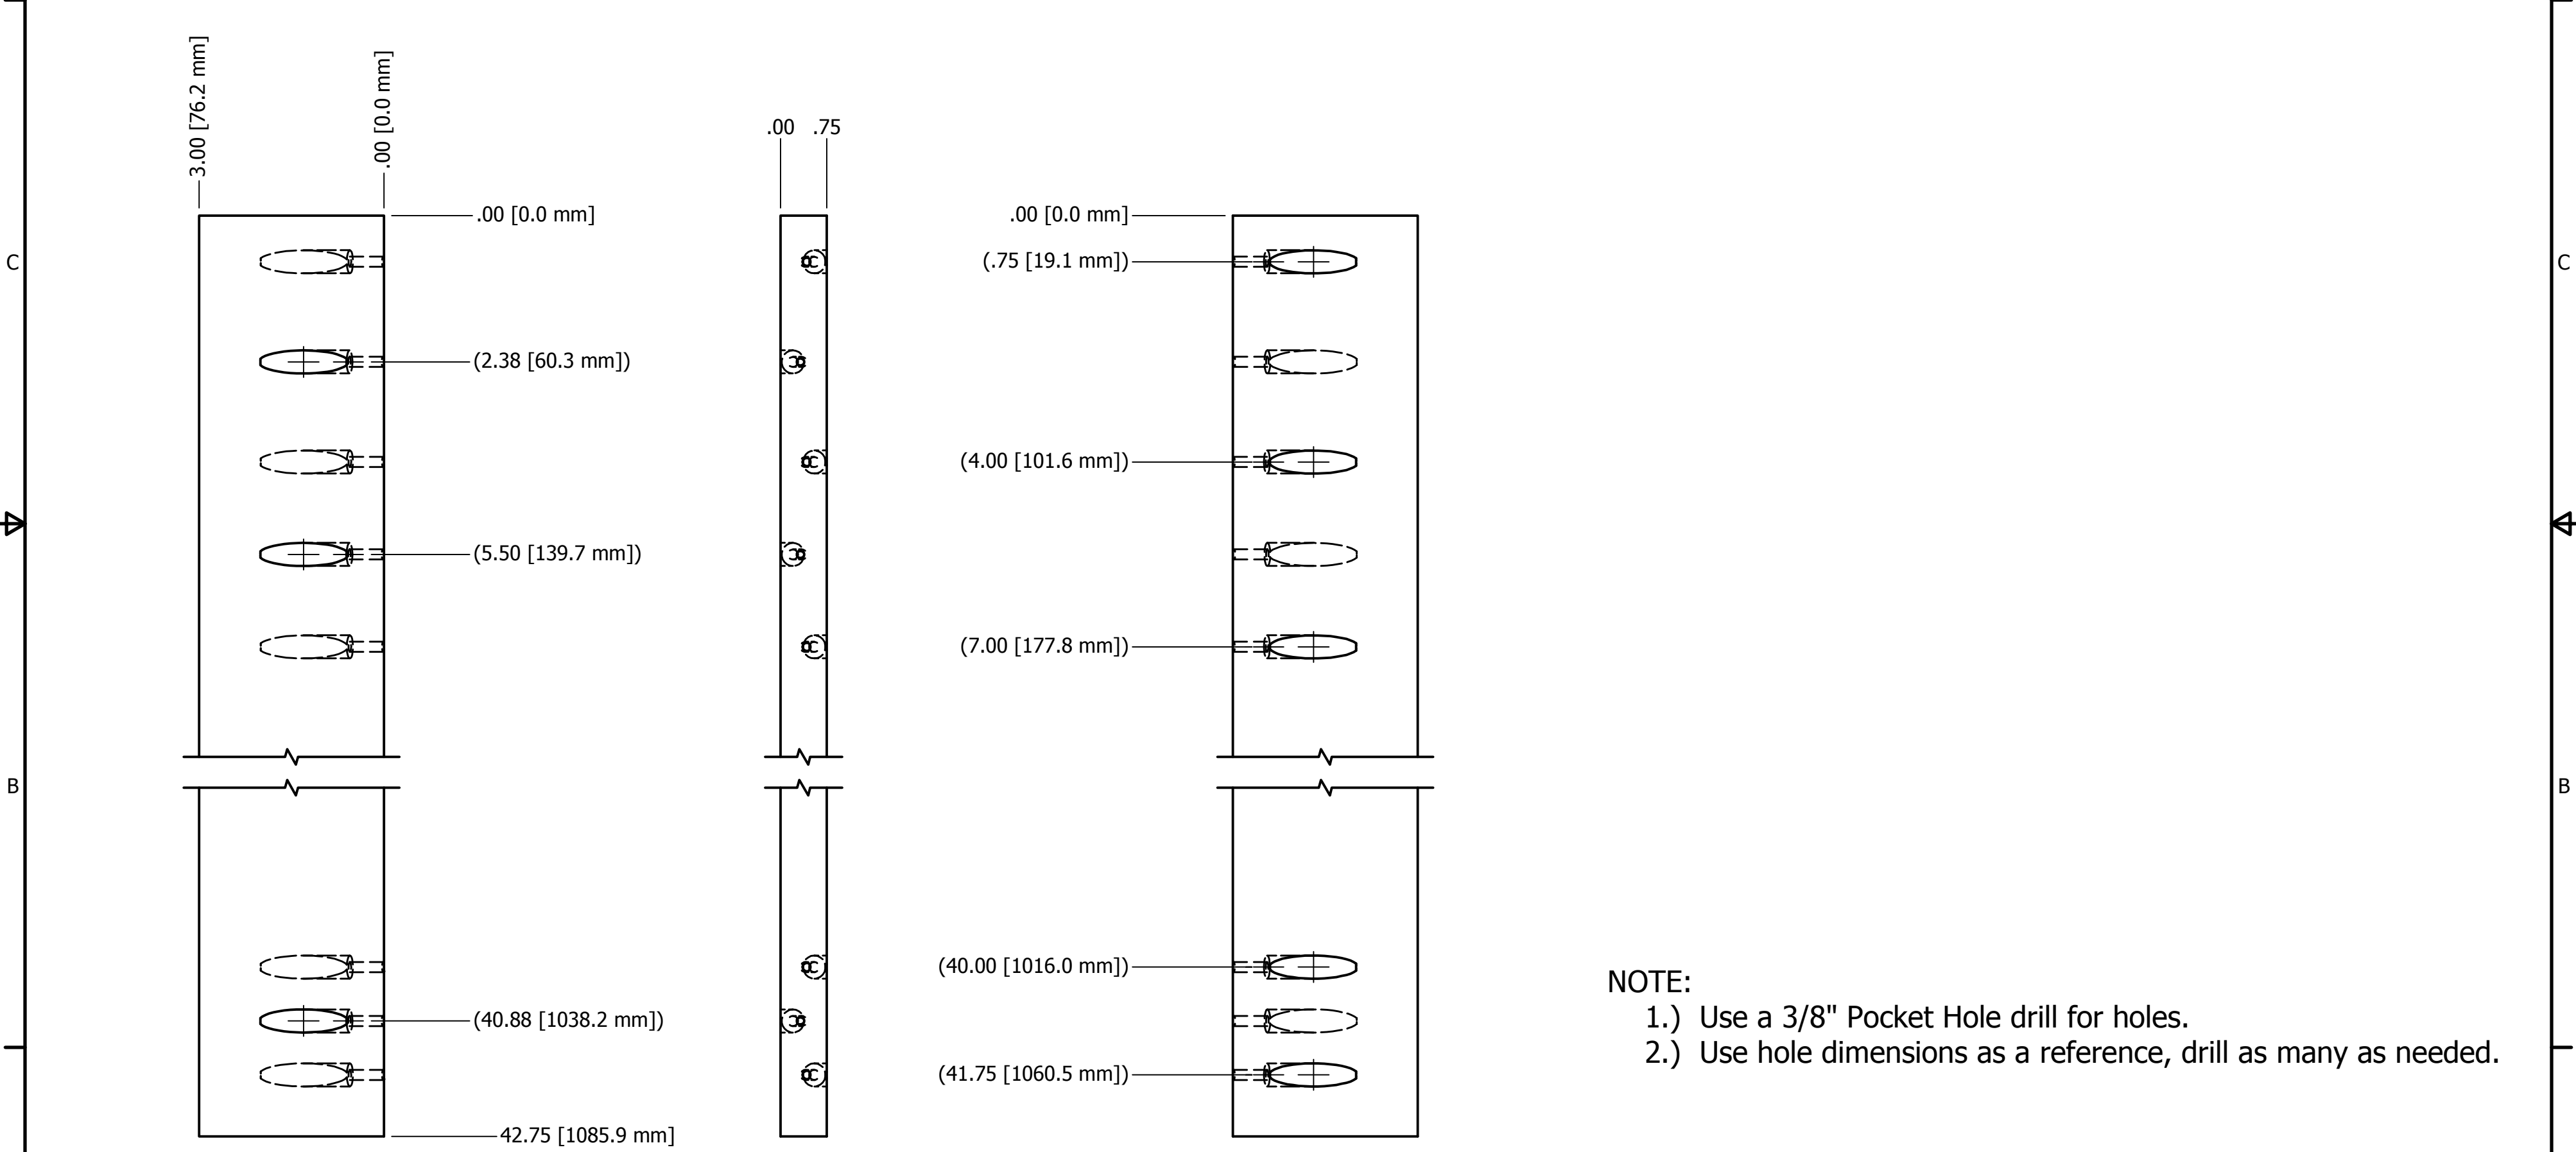 3.00 [76.2 mm]
.00 [0.0 mm]
.00 .75
.00 [0.0 mm]
.00 [0.0 mm]
C
(.75 [19.1 mm])
C
(2.38 [60.3 mm])
(4.00 [101.6 mm])
(5.50 [139.7 mm])
(7.00 [177.8 mm])
B
B
(40.00 [1016.0 mm])
NOTE:
1.) Use a 3/8" Pocket Hole drill for holes.
(40.88 [1038.2 mm])
2.) Use hole dimensions as a reference, drill as many as needed.
(41.75 [1060.5 mm])
42.75 [1085.9 mm]